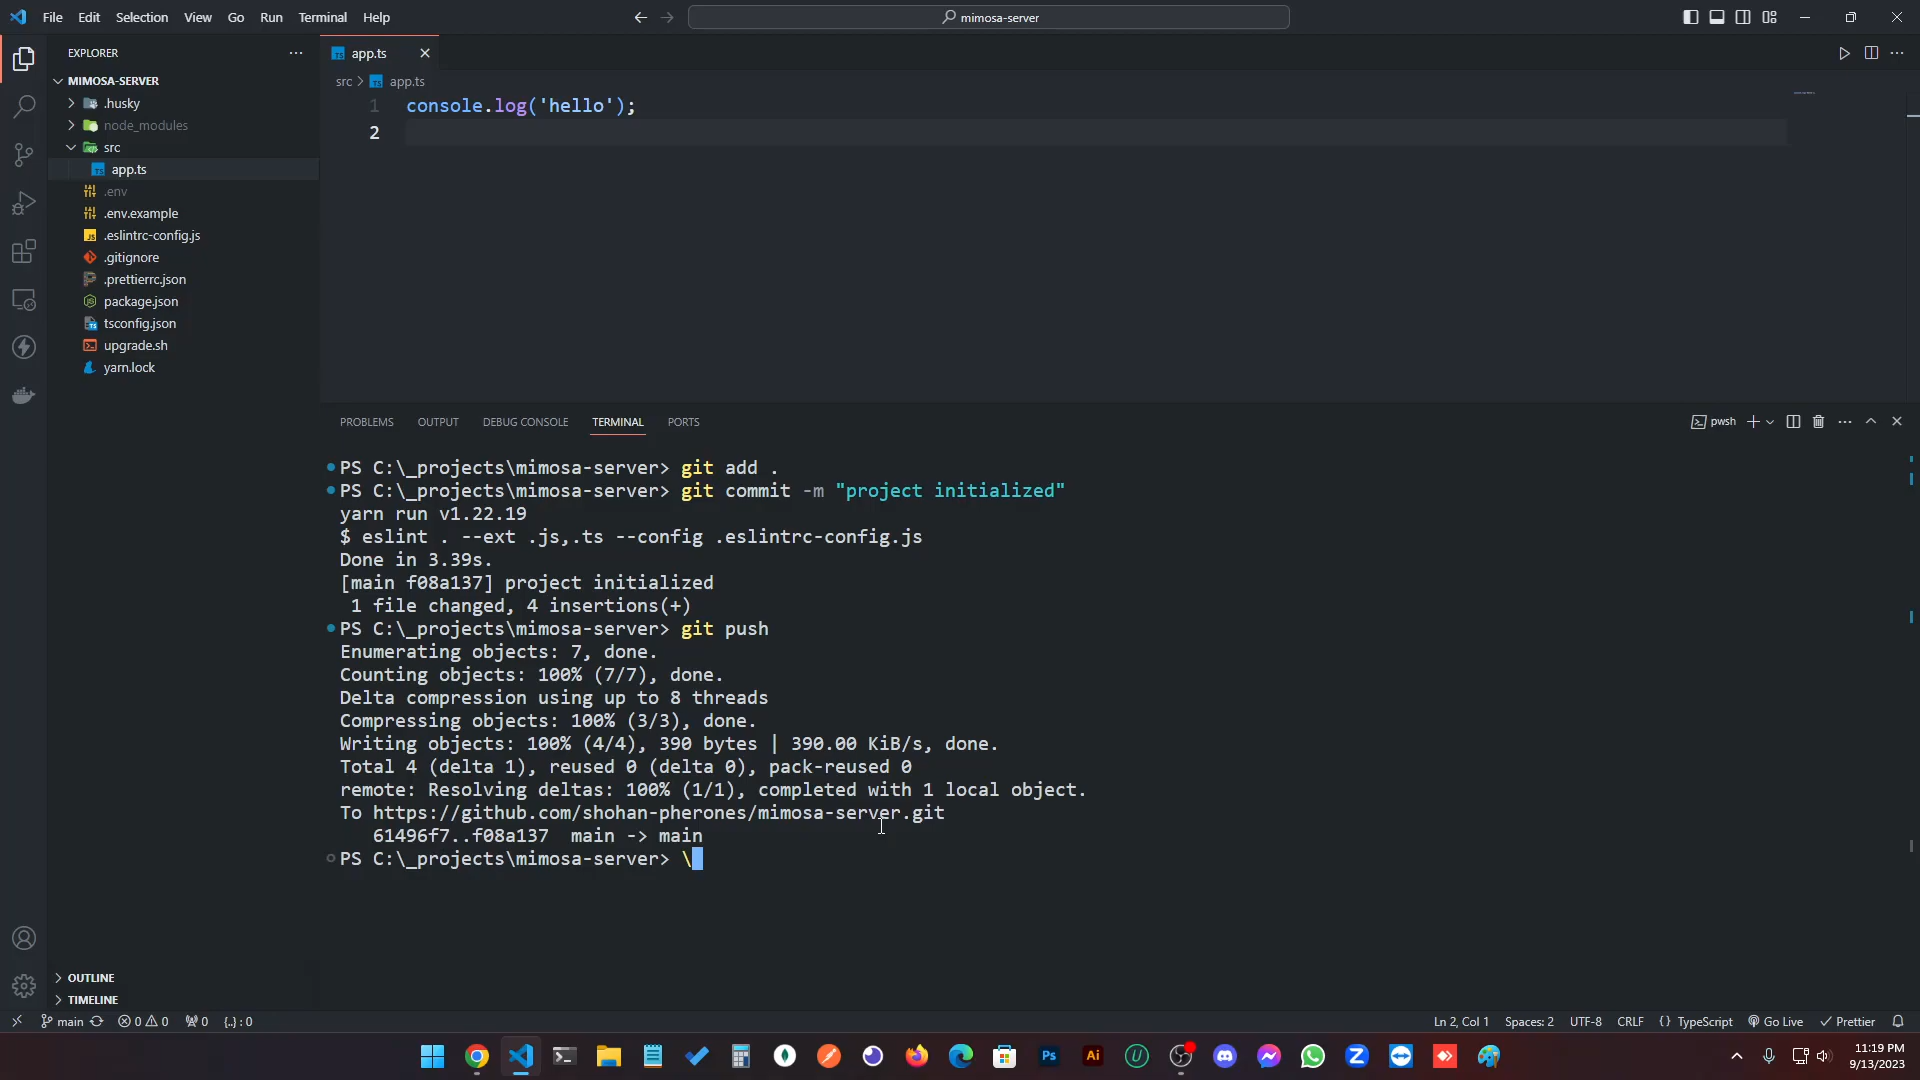 File Edit Selection View Go Run Terminal Help
mimosa-server
EXPLORER
MIMOSA-SERVER
.husky
node_modules
src
app.ts
.env
.env.example
.eslintrc-config.js
.gitignore
.prettierrc.json
package.json
tsconfig.json
upgrade.sh
yarn.lock
OUTLINE
TIMELINE
app.ts
src > app.ts
1 console.log('hello');
2
PROBLEMS OUTPUT DEBUG CONSOLE TERMINAL PORTS
pwsh
PS C:\_projects\mimosa-server> git add .
PS C:\_projects\mimosa-server> git commit -m "project initialized"
yarn run v1.22.19
$ eslint . --ext .js,.ts --config .eslintrc-config.js
Done in 3.39s.
[main f08a137] project initialized
1 file changed, 4 insertions(+)
PS C:\_projects\mimosa-server> git push
Enumerating objects: 7, done.
Counting objects: 100% (7/7), done.
Delta compression using up to 8 threads
Compressing objects: 100% (3/3), done.
Writing objects: 100% (4/4), 390 bytes | 390.00 KiB/s, done.
Total 4 (delta 1), reused 0 (delta 0), pack-reused 0
remote: Resolving deltas: 100% (1/1), completed with 1 local object.
To https://github.com/shohan-pherones/mimosa-server.git
61496f7..f08a137 main -> main
PS C:\_projects\mimosa-server> \
main 0 0 0 {..} : 0
Ln 2, Col 1 Spaces: 2 UTF-8 CRLF {} TypeScript Go Live Prettier
Ps Ai U Z
11:19 PM
9/13/2023